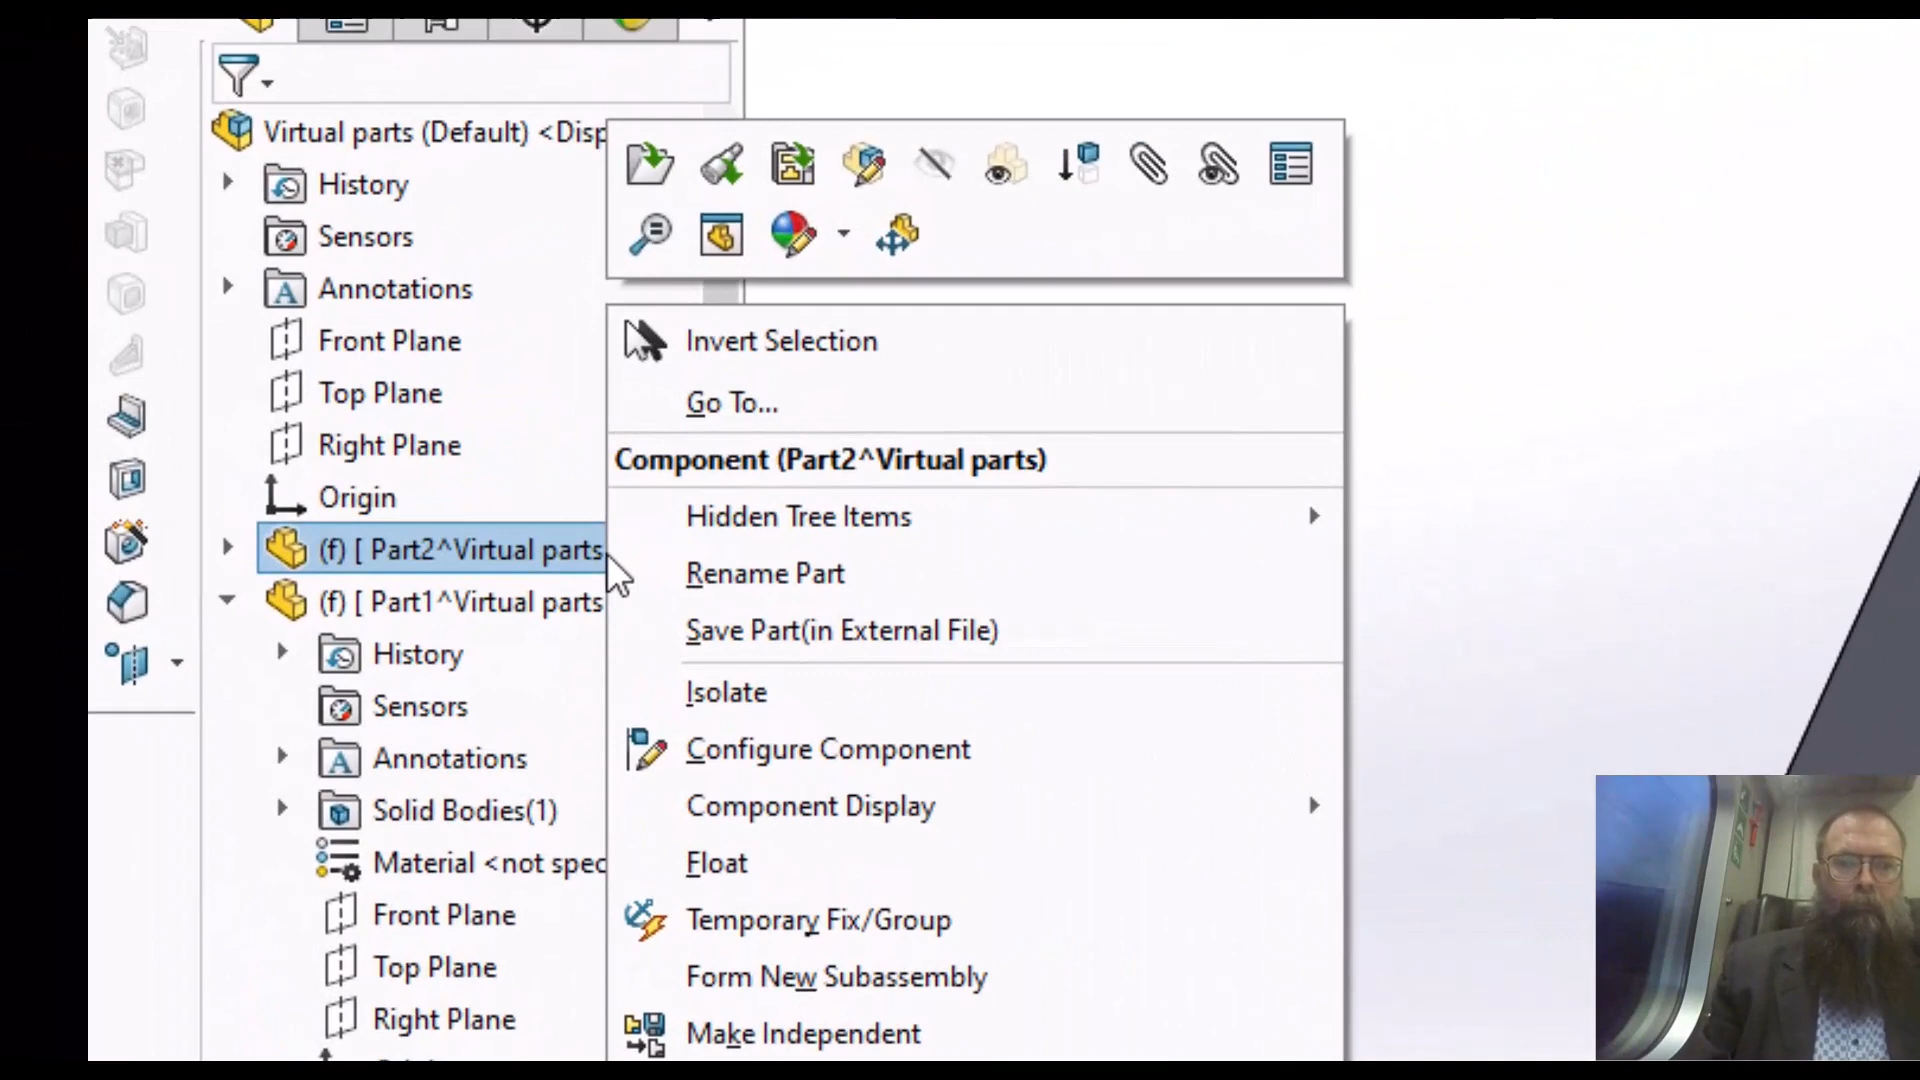 Virtual parts (Default) <Disp
History
Sensors
Annotations
Front Plane
Top Plane
Right Plane
Origin
(f) [ Part2^Virtual parts
(f) [ Part1^Virtual parts
History
Sensors
Annotations
Solid Bodies(1)
Material <not spec
Front Plane
Top Plane
Right Plane
Invert Selection
Go To...
Component (Part2^Virtual parts)
Hidden Tree Items
Rename Part
Save Part(in External File)
Isolate
Configure Component
Component Display
Float
Temporary Fix/Group
Form New Subassembly
Make Independent